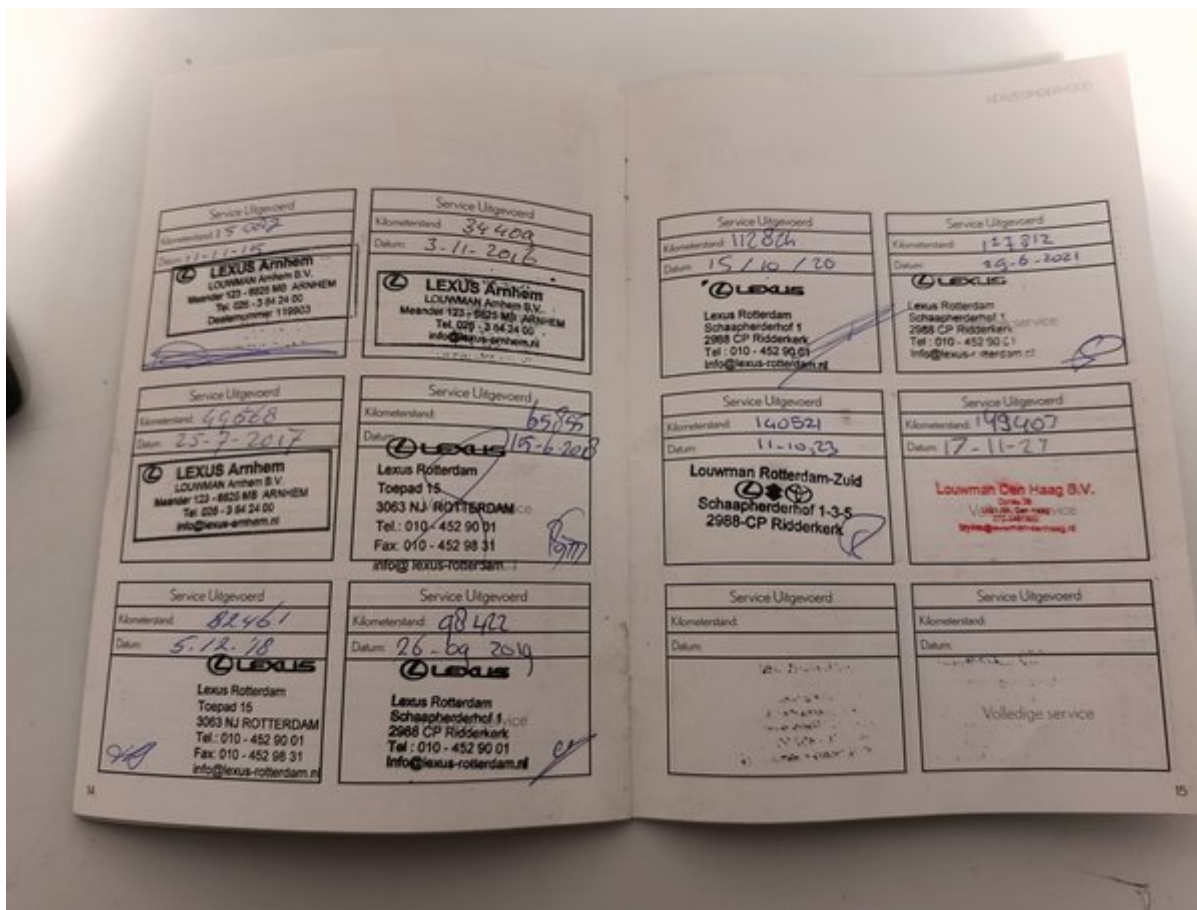 LEXUS ONDERHOUD
Service Uitgevoerd
Kilometerstand:
Datum: 11-11-15
LEXUS Arnhem
LOUWMAN Arnhem B.V.
Meander 123 - 6825 MB ARNHEM
Tel. 026 - 3 84 24 00
Dealernummer 119903
Service Uitgevoerd
Kilometerstand: 34409
Datum: 3-11-2016
LEXUS Arnhem
LOUWMAN Arnhem B.V.
Meander 123 - 6825 MB ARNHEM
Tel. 026 - 3 84 24 00
info@lexus-arnhem.nl
Service Uitgevoerd
Kilometerstand: 49668
Datum: 25-7-2017
LEXUS Arnhem
LOUWMAN Arnhem B.V.
Meander 123 - 6825 MB ARNHEM
Tel. 026 - 3 84 24 00
info@lexus-arnhem.nl
Service Uitgevoerd
Kilometerstand: 65855
Datum: 15-6-2018
LEXUS
Lexus Rotterdam
Toepad 15
3063 NJ ROTTERDAM
Tel.: 010 - 452 90 01
Fax: 010 - 452 98 31
info@lexus-rotterdam.
Service Uitgevoerd
Kilometerstand: 82461
Datum: 5.12.'18
LEXUS
Lexus Rotterdam
Toepad 15
3063 NJ ROTTERDAM
Tel.: 010 - 452 90 01
Fax: 010 - 452 98 31
info@lexus-rotterdam.nl
Service Uitgevoerd
Kilometerstand: 98422
Datum: 26-09 2019
LEXUS
Lexus Rotterdam
Schaapherderhof 1
2988 CP Ridderkerk
Tel : 010 - 452 90 01
Info@lexus-rotterdam.nl
14
Service Uitgevoerd
Kilometerstand: 112824
Datum: 15 / 10 / 20
LEXUS
Lexus Rotterdam
Schaapherderhof 1
2988 CP Ridderkerk
Tel : 010 - 452 90 01
Info@lexus-rotterdam.nl
Service Uitgevoerd
Kilometerstand: 127812
Datum: 29-6-2021
LEXUS
Lexus Rotterdam
Schaapherderhof 1
2988 CP Ridderkerk
Tel : 010 - 452 90 01
Info@lexus-rotterdam.nl
service
Service Uitgevoerd
Kilometerstand: 140521
Datum: 11-10,23
Louwman Rotterdam-Zuid
Schaapherderhof 1-3-5
2988-CP Ridderkerk
Service Uitgevoerd
Kilometerstand: 149407
Datum: 17-11-27
Louwman Den Haag B.V.
Service Uitgevoerd
Kilometerstand:
Datum:
Service Uitgevoerd
Kilometerstand:
Datum:
Volledige service
15